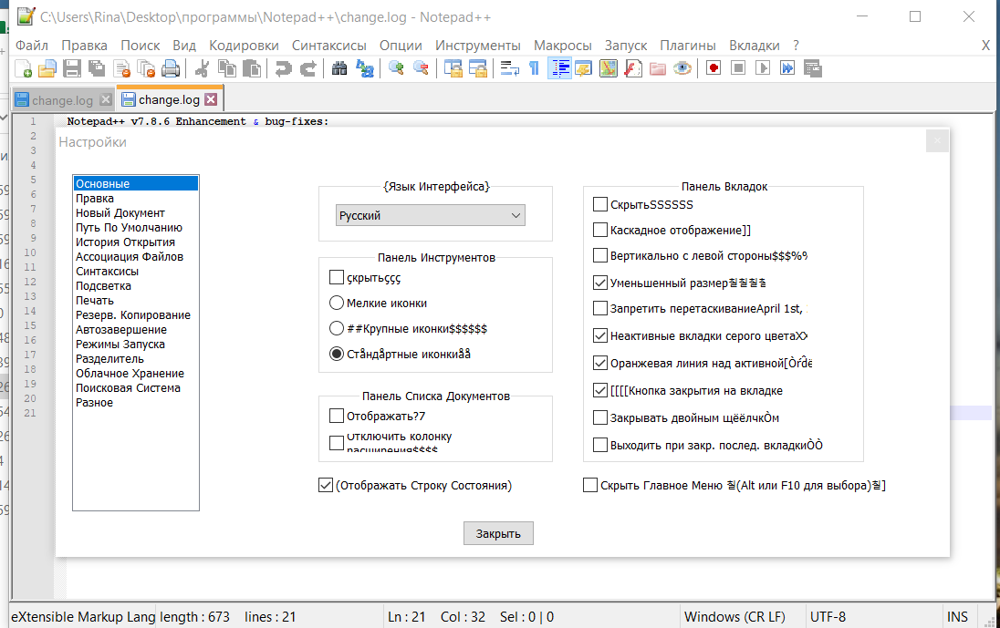 C:\Users\Rina\Desktop\программы\Notepad++\change.log - Notepad++
Файл Правка Поиск Вид Кодировки Синтаксисы Опции Инструменты Макросы Запуск Плагины Вкладки ? X
change.log change.log
1 Notepad++ v7.8.6 Enhancement & bug-fixes:
2
3
4
5
6
7
8
9
10
11
12
13
14
15
16
17
18
19
20
21
Настройки
Основные
Правка
Новый Документ
Путь По Умолчанию
История Открытия
Ассоциация Файлов
Синтаксисы
Подсветка
Печать
Резерв. Копирование
Автозавершение
Режимы Запуска
Разделитель
Облачное Хранение
Поисковая Система
Разное
{Язык Интерфейса}
Русский
Панель Инструментов
çкрытьççç
Мелкие иконки
##Крупные иконки$$$$$$
Стåндåртные иконкиåå
Панель Списка Документов
Отображать?7
Отключить колонку
расширения$$$$
(Отображать Строку Состояния)
Панель Вкладок
СкрытьSSSSSS
Каскадное отображение]]
Вертикально с левой стороны$$$%%
Уменьшенный размер칠칠칠칠
Запретить перетаскиваниеApril 1st,
Неактивные вкладки серого цветаXX
Оранжевая линия над активной[Òŕďë
[[[[Кнопка закрытия на вкладке
Закрывать двойным щёëлчкÒм
Выходить при закр. послед. вкладкиÒÒ
Скрыть Главное Меню 칠(Alt или F10 для выбора)칠]
Закрыть
eXtensible Markup Lang length : 673 lines : 21 Ln : 21 Col : 32 Sel : 0 | 0 Windows (CR LF) UTF-8 INS